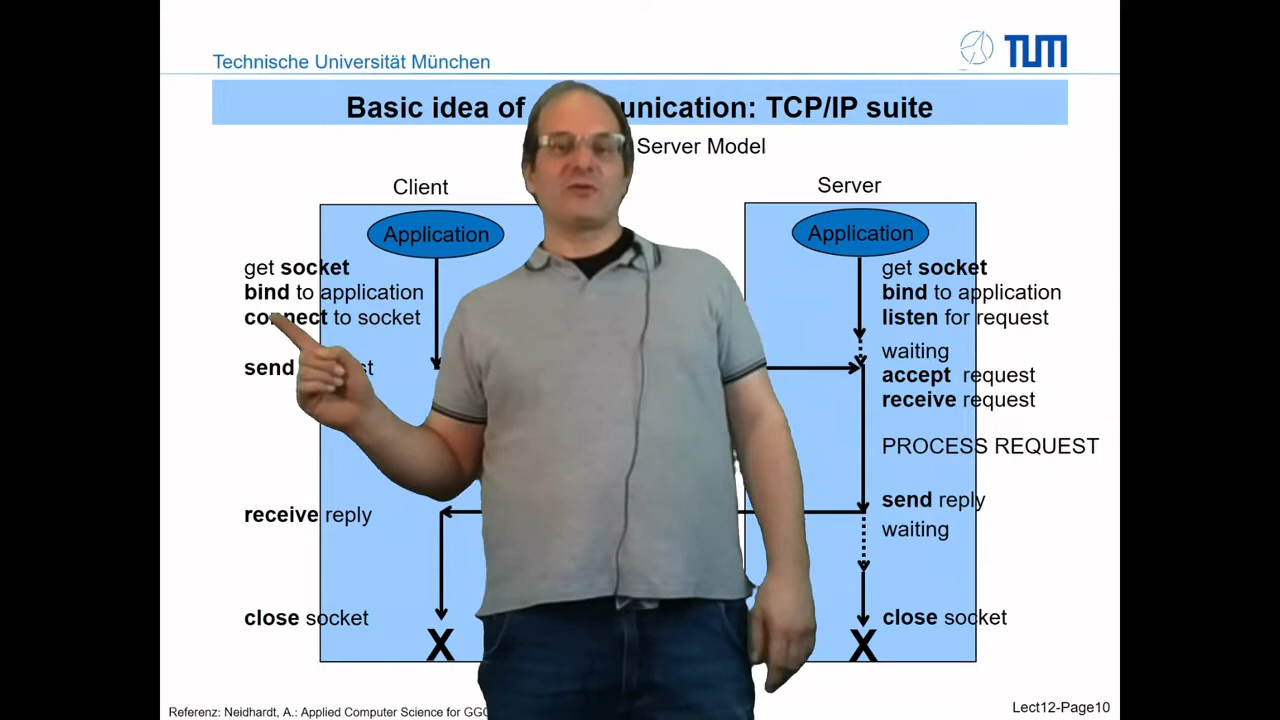 Technische Universität München
TUM
Basic idea of unication: TCP/IP suite
Server Model
Client
Server
Application
Application
get socket
bind to application
connect to socket
send
get socket
bind to application
listen for request
waiting
accept request
receive request
PROCESS REQUEST
send reply
waiting
receive reply
close socket
X
close socket
X
Referenz: Neidhardt, A.: Applied Computer Science for GGO
Lect12-Page10